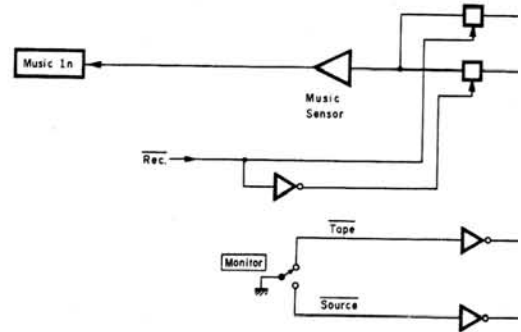 Music In
Music
Sensor
Rec.
Tape
Monitor
Source